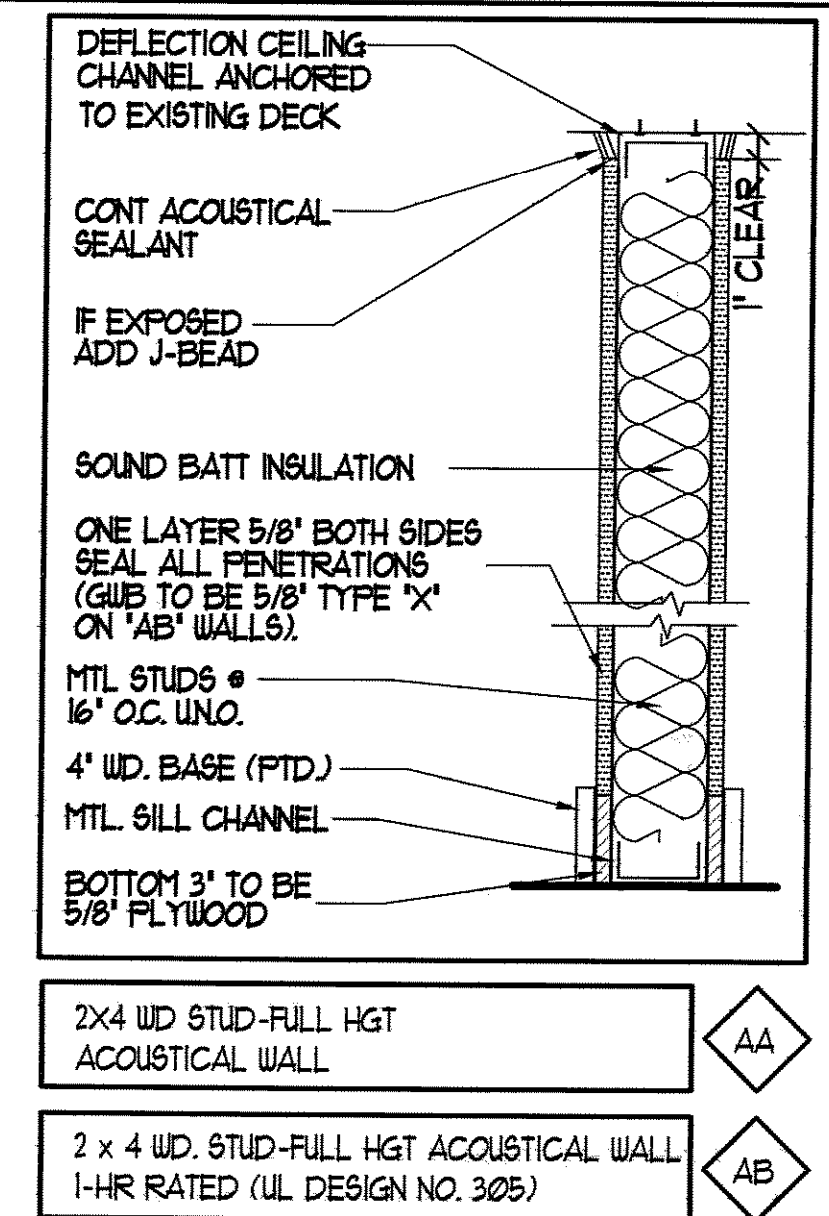 DEFLECTION CEILING
CHANNEL ANCHORED
TO EXISTING DECK
CONT ACOUSTICAL
SEALANT
IF EXPOSED
ADD J-BEAD
1" CLEAR
SOUND BATT INSULATION
ONE LAYER 5/8" BOTH SIDES
SEAL ALL PENETRATIONS
(GWB TO BE 5/8" TYPE "X"
ON "AB" WALLS).
MTL STUDS @
16" O.C. U.N.O.
4" WD. BASE (PTD.)
MTL. SILL CHANNEL
BOTTOM 3" TO BE
5/8" PLYWOOD
2X4 WD STUD-FULL HGT
ACOUSTICAL WALL
AA
2 x 4 WD. STUD-FULL HGT ACOUSTICAL WALL
1-HR RATED (UL DESIGN NO. 305)
AB